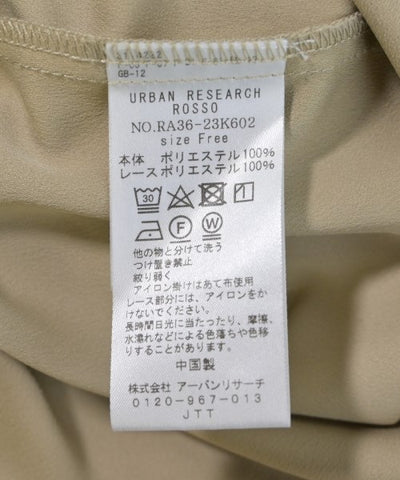 GB-12
URBAN RESEARCH
ROSSO
NO.RA36-23K602
size Free
本体 ポリエステル100%
レースポリエステル100%
30
F W
他の物と分けて洗う
つけ置き禁止
絞り弱く
アイロン掛けはあて布使用
レース部分には、アイロンをか
けないでください。
長時間日光に当たったり、摩擦、
水濡れなどによる色落ちや色移
りすることがあります。
中国製
株式会社 アーバンリサーチ
0120-967-013
JTT